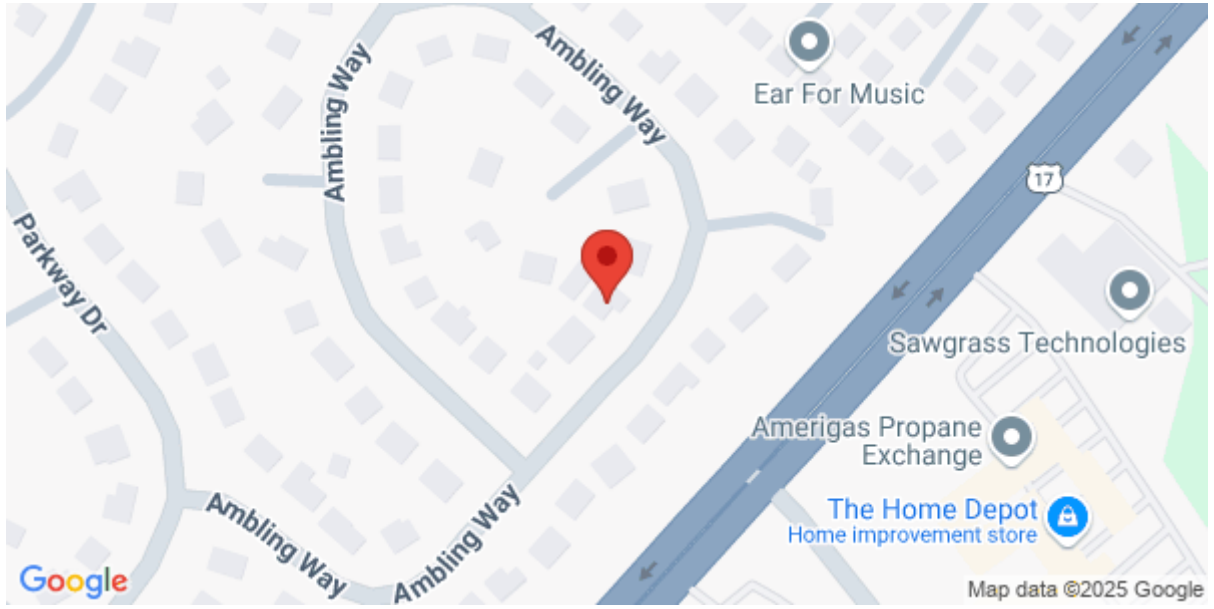 Ambling Way
Ambling Way
Ear For Music
17
Parkway Dr
Sawgrass Technologies
Amerigas Propane
Exchange
The Home Depot
Home improvement store
Ambling Way
Ambling Way
Google
Map data ©2025 Google